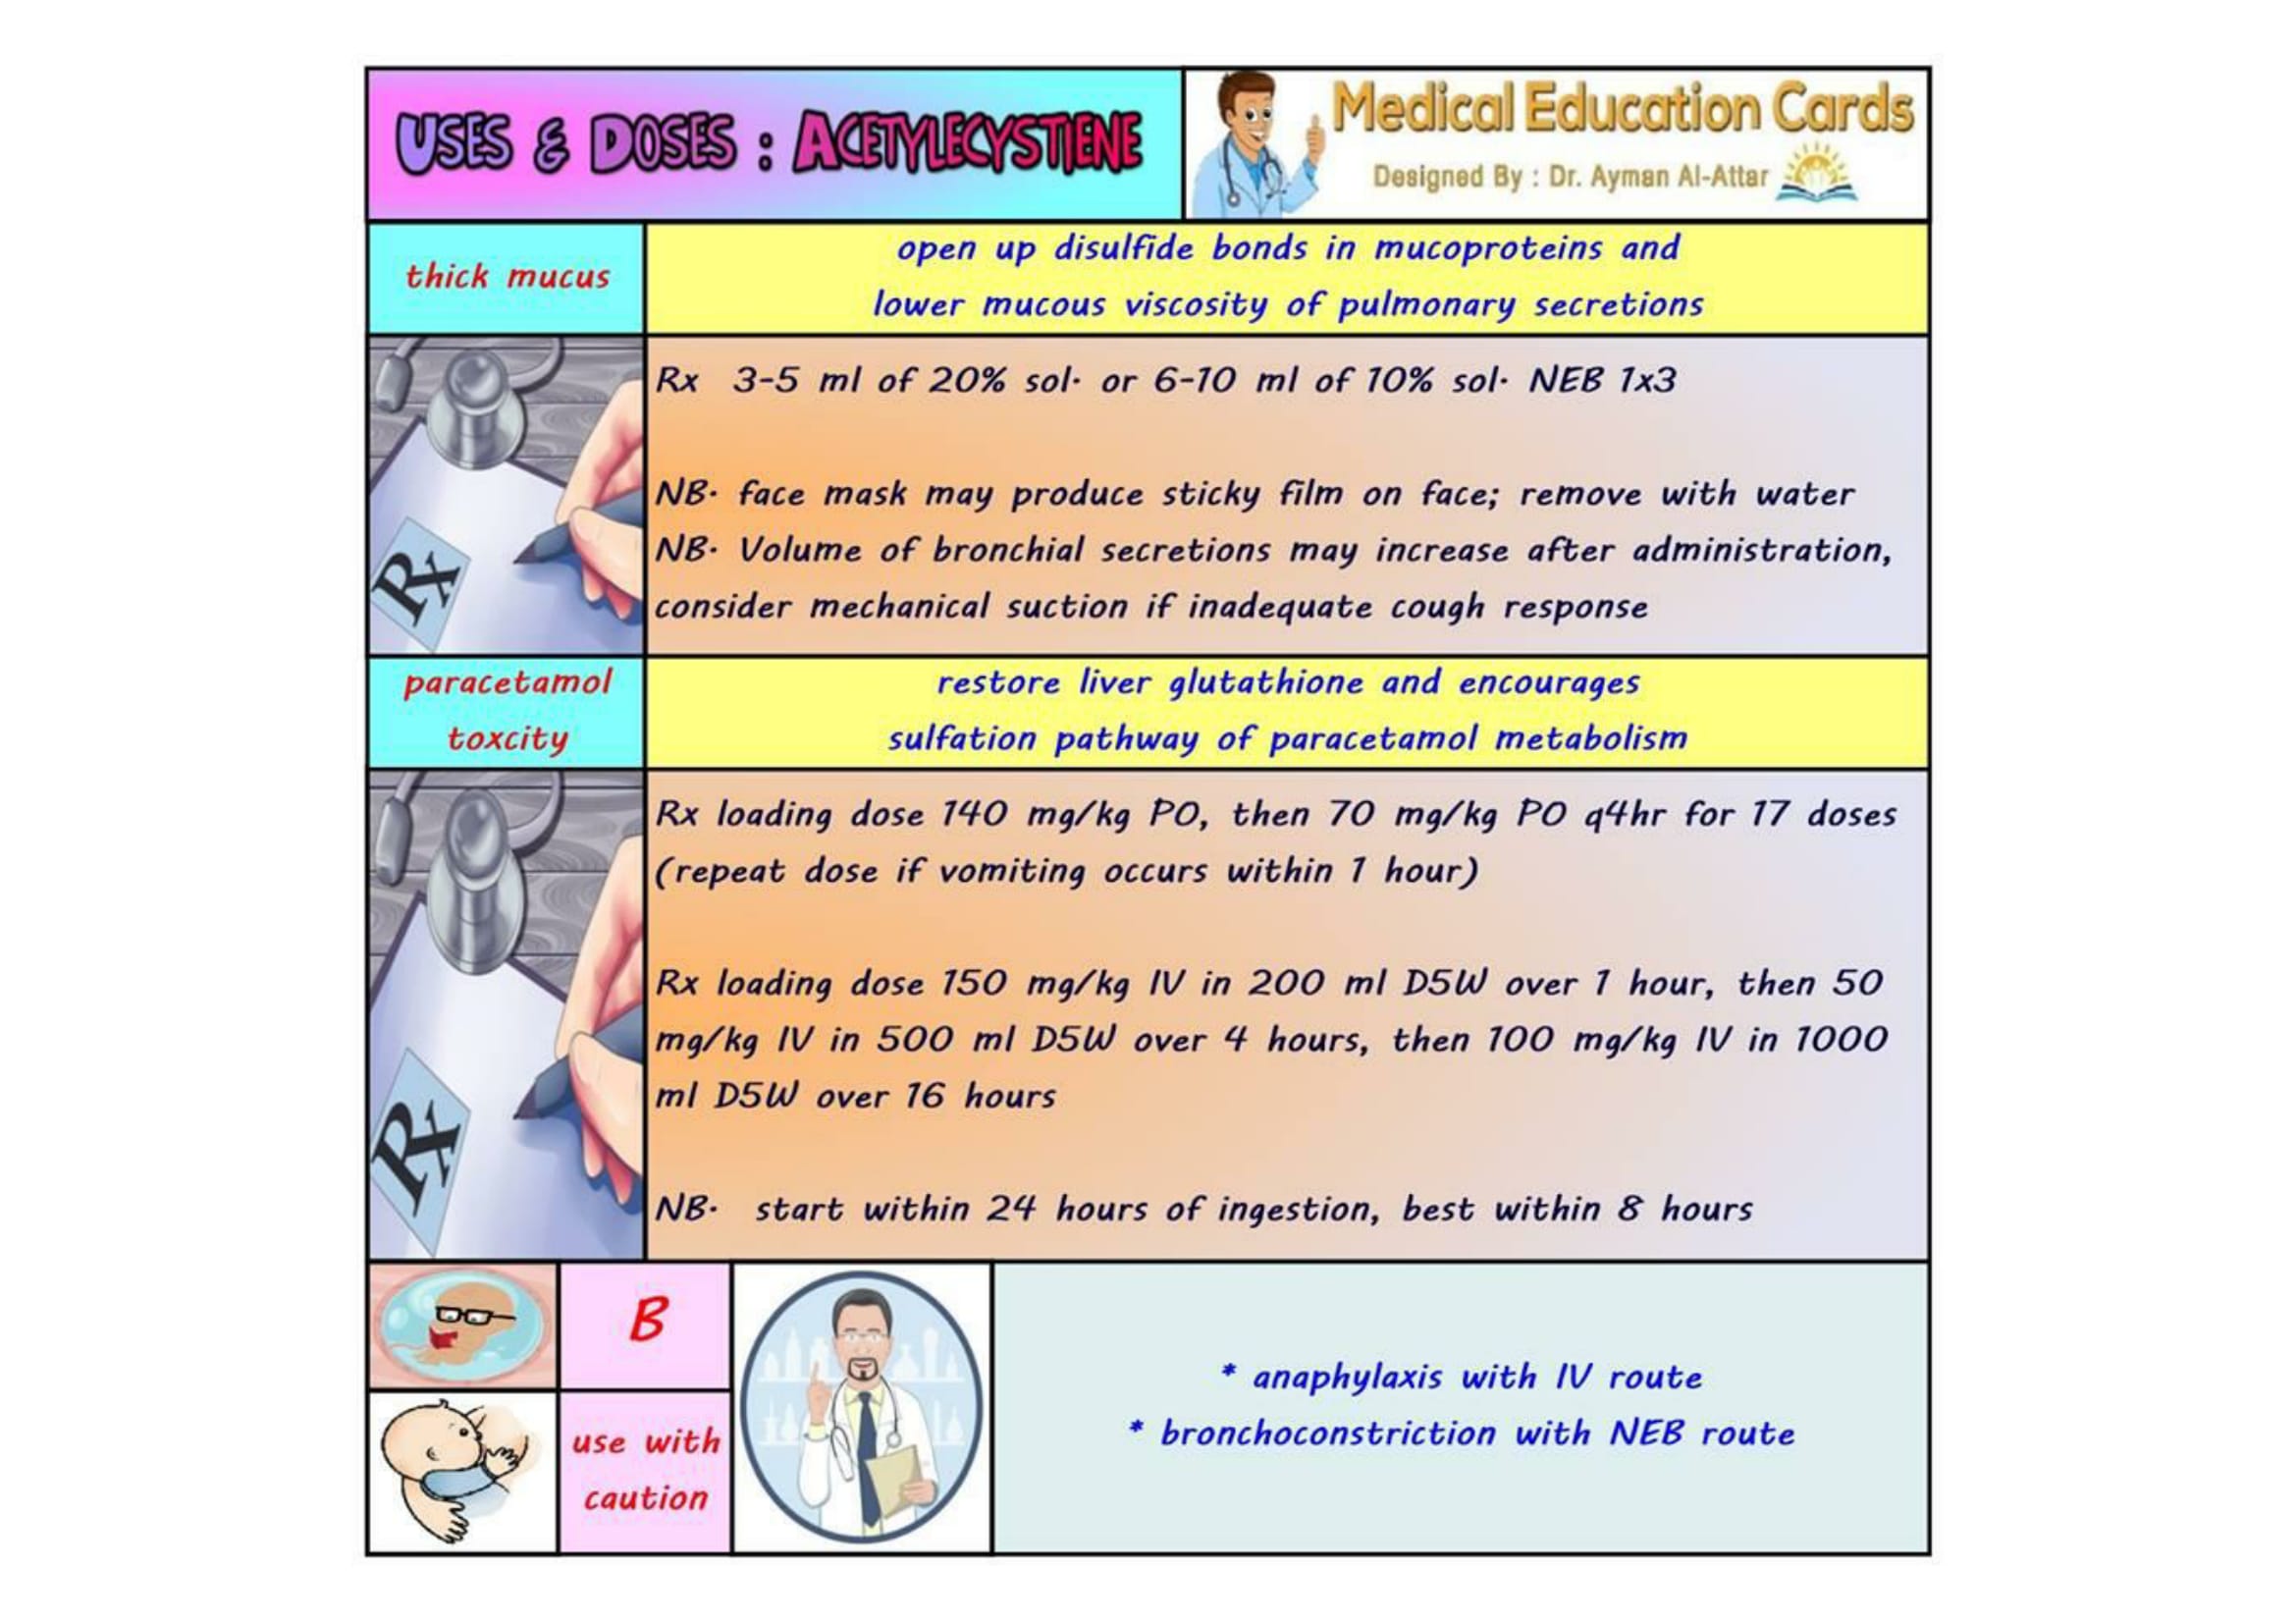 USES & DOSES : ACETYLECYSTIENE
Medical Education Cards
Designed By : Dr. Ayman Al-Attar
thick mucus
open up disulfide bonds in mucoproteins and
lower mucous viscosity of pulmonary secretions
Rx 3-5 ml of 20% sol. or 6-10 ml of 10% sol. NEB 1x3
NB. face mask may produce sticky film on face; remove with water
NB. Volume of bronchial secretions may increase after administration,
consider mechanical suction if inadequate cough response
Rx
paracetamol
toxcity
restore liver glutathione and encourages
sulfation pathway of paracetamol metabolism
Rx loading dose 140 mg/kg PO, then 70 mg/kg PO q4hr for 17 doses
(repeat dose if vomiting occurs within 1 hour)
Rx loading dose 150 mg/kg IV in 200 ml D5W over 1 hour, then 50
mg/kg IV in 500 ml D5W over 4 hours, then 100 mg/kg IV in 1000
ml D5W over 16 hours
NB. start within 24 hours of ingestion, best within 8 hours
Rx
B
use with
caution
* anaphylaxis with IV route
* bronchoconstriction with NEB route